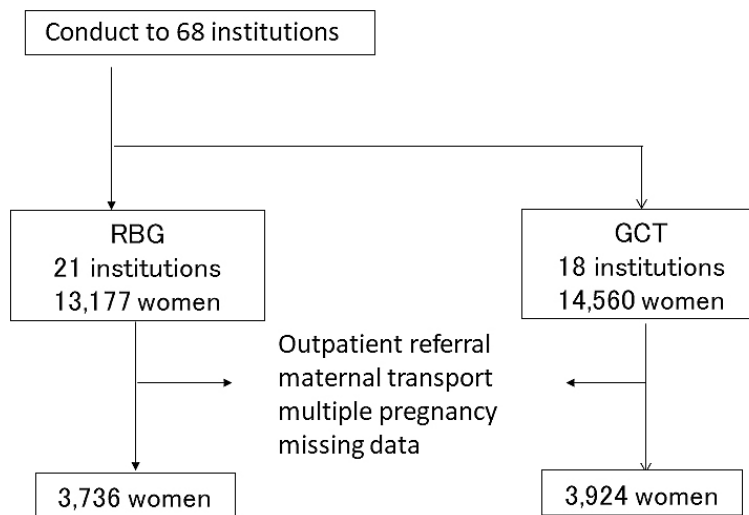 Conduct to 68 institutions
RBG
21 institutions
13,177 women
GCT
18 institutions
14,560 women
Outpatient referral
maternal transport
multiple pregnancy
missing data
3,736 women
3,924 women